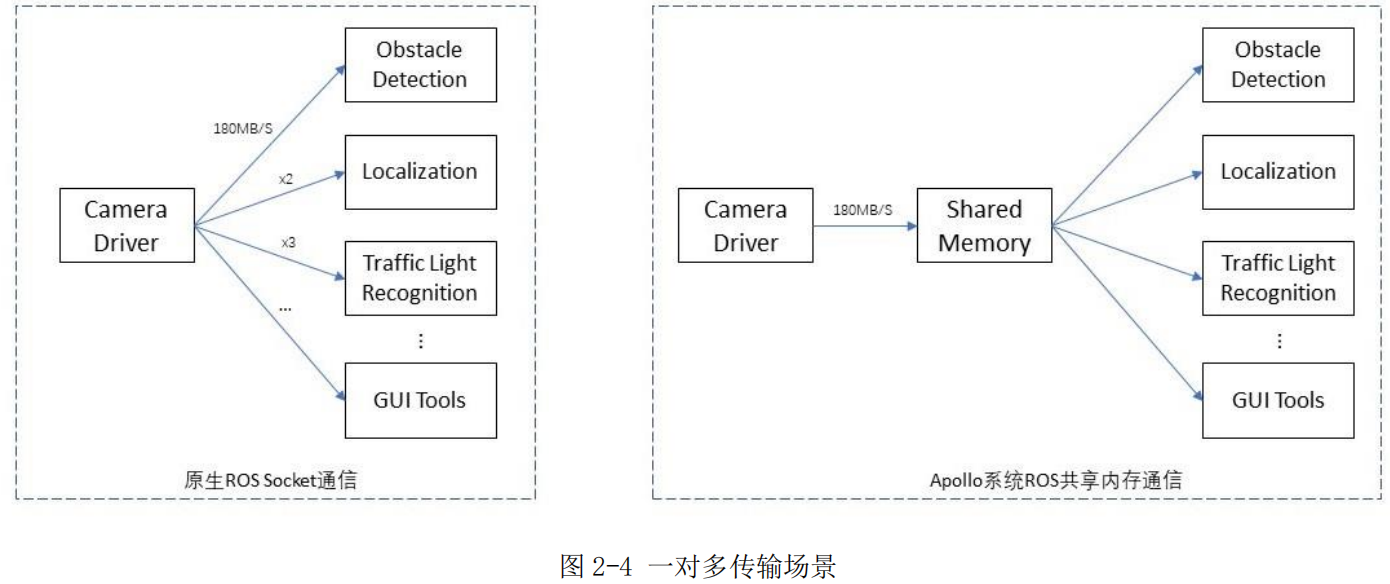 Obstacle
Detection
180MB/S
Localization
x2
Camera
Driver
x3
Traffic Light
Recognition
...
⋮
GUI Tools
原生ROS Socket通信
Obstacle
Detection
Localization
Camera
Driver
180MB/S
Shared
Memory
Traffic Light
Recognition
⋮
GUI Tools
Apollo系统ROS共享内存通信
图 2-4 一对多传输场景